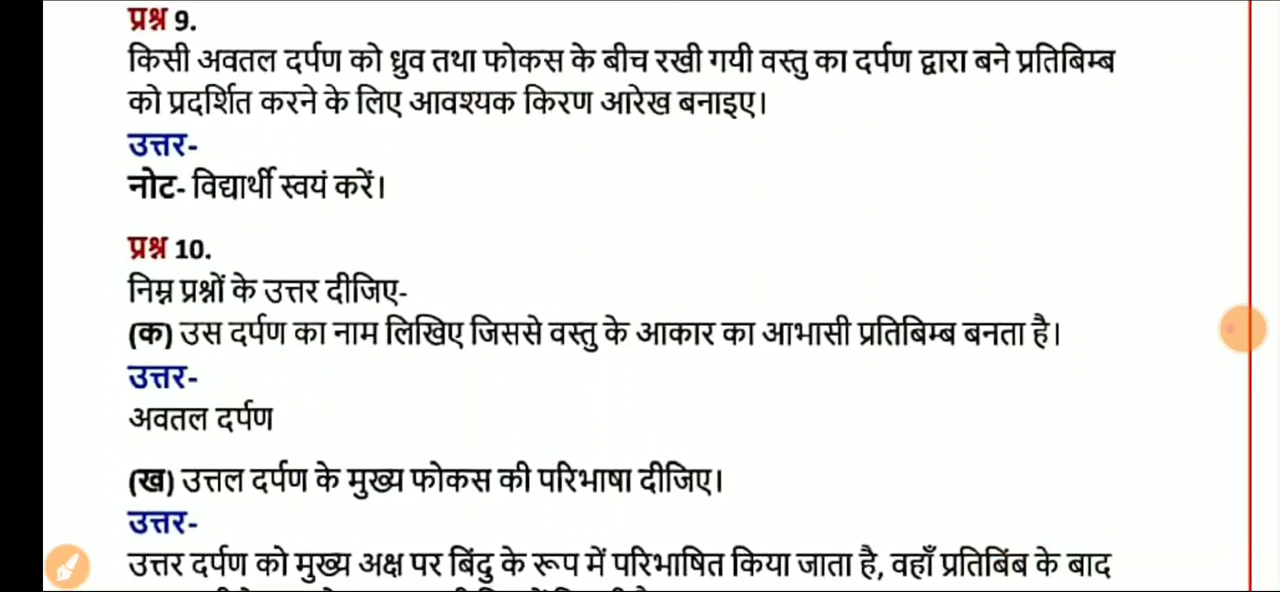 प्रश्न 9.
किसी अवतल दर्पण को ध्रुव तथा फोकस के बीच रखी गयी वस्तु का दर्पण द्वारा बने प्रतिबिम्ब
को प्रदर्शित करने के लिए आवश्यक किरण आरेख बनाइए।
उत्तर-
नोट- विद्यार्थी स्वयं करें।
प्रश्न 10.
निम्न प्रश्नों के उत्तर दीजिए-
(क) उस दर्पण का नाम लिखिए जिससे वस्तु के आकार का आभासी प्रतिबिम्ब बनता है।
उत्तर-
अवतल दर्पण
(ख) उत्तल दर्पण के मुख्य फोकस की परिभाषा दीजिए।
उत्तर-
उत्तर दर्पण को मुख्य अक्ष पर बिंदु के रूप में परिभाषित किया जाता है, वहाँ प्रतिबिंब के बाद